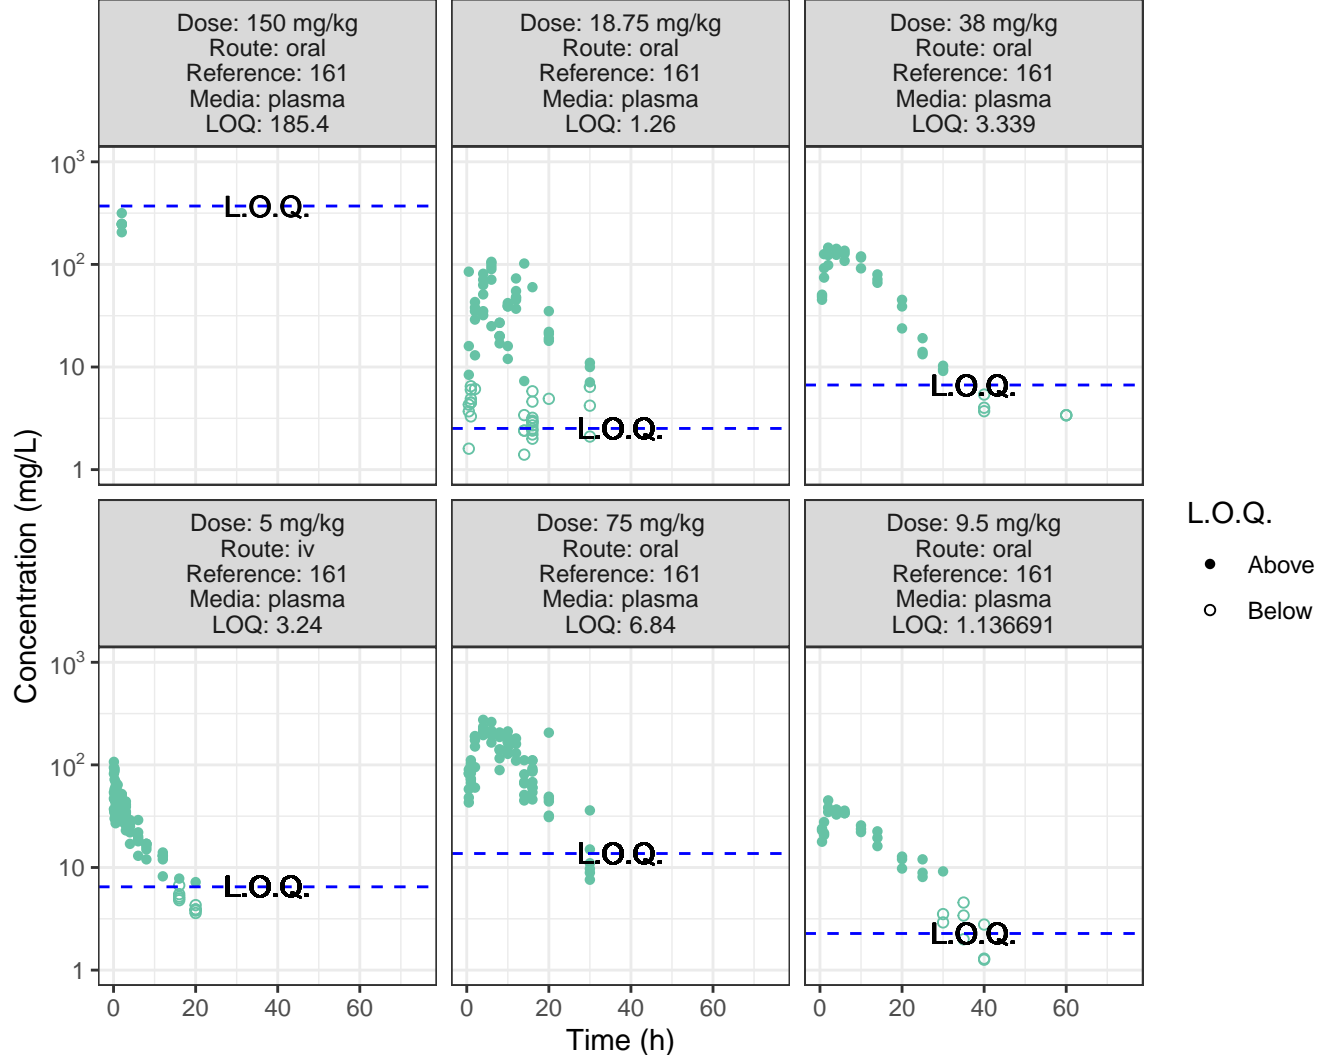 Dose: 150 mg/kg
Route: oral
Reference: 161
Media: plasma
LOQ: 185.4
Dose: 18.75 mg/kg
Route: oral
Reference: 161
Media: plasma
LOQ: 1.26
Dose: 38 mg/kg
Route: oral
Reference: 161
Media: plasma
LOQ: 3.339
10³
10²
10
1
L.O.Q.
L.O.Q.
L.O.Q.
Dose: 5 mg/kg
Route: iv
Reference: 161
Media: plasma
LOQ: 3.24
Dose: 75 mg/kg
Route: oral
Reference: 161
Media: plasma
LOQ: 6.84
Dose: 9.5 mg/kg
Route: oral
Reference: 161
Media: plasma
LOQ: 1.136691
10³
10²
10
1
L.O.Q.
L.O.Q.
L.O.Q.
0 20 40 60
0 20 40 60
0 20 40 60
Time (h)
Concentration (mg/L)
L.O.Q.
Above
Below